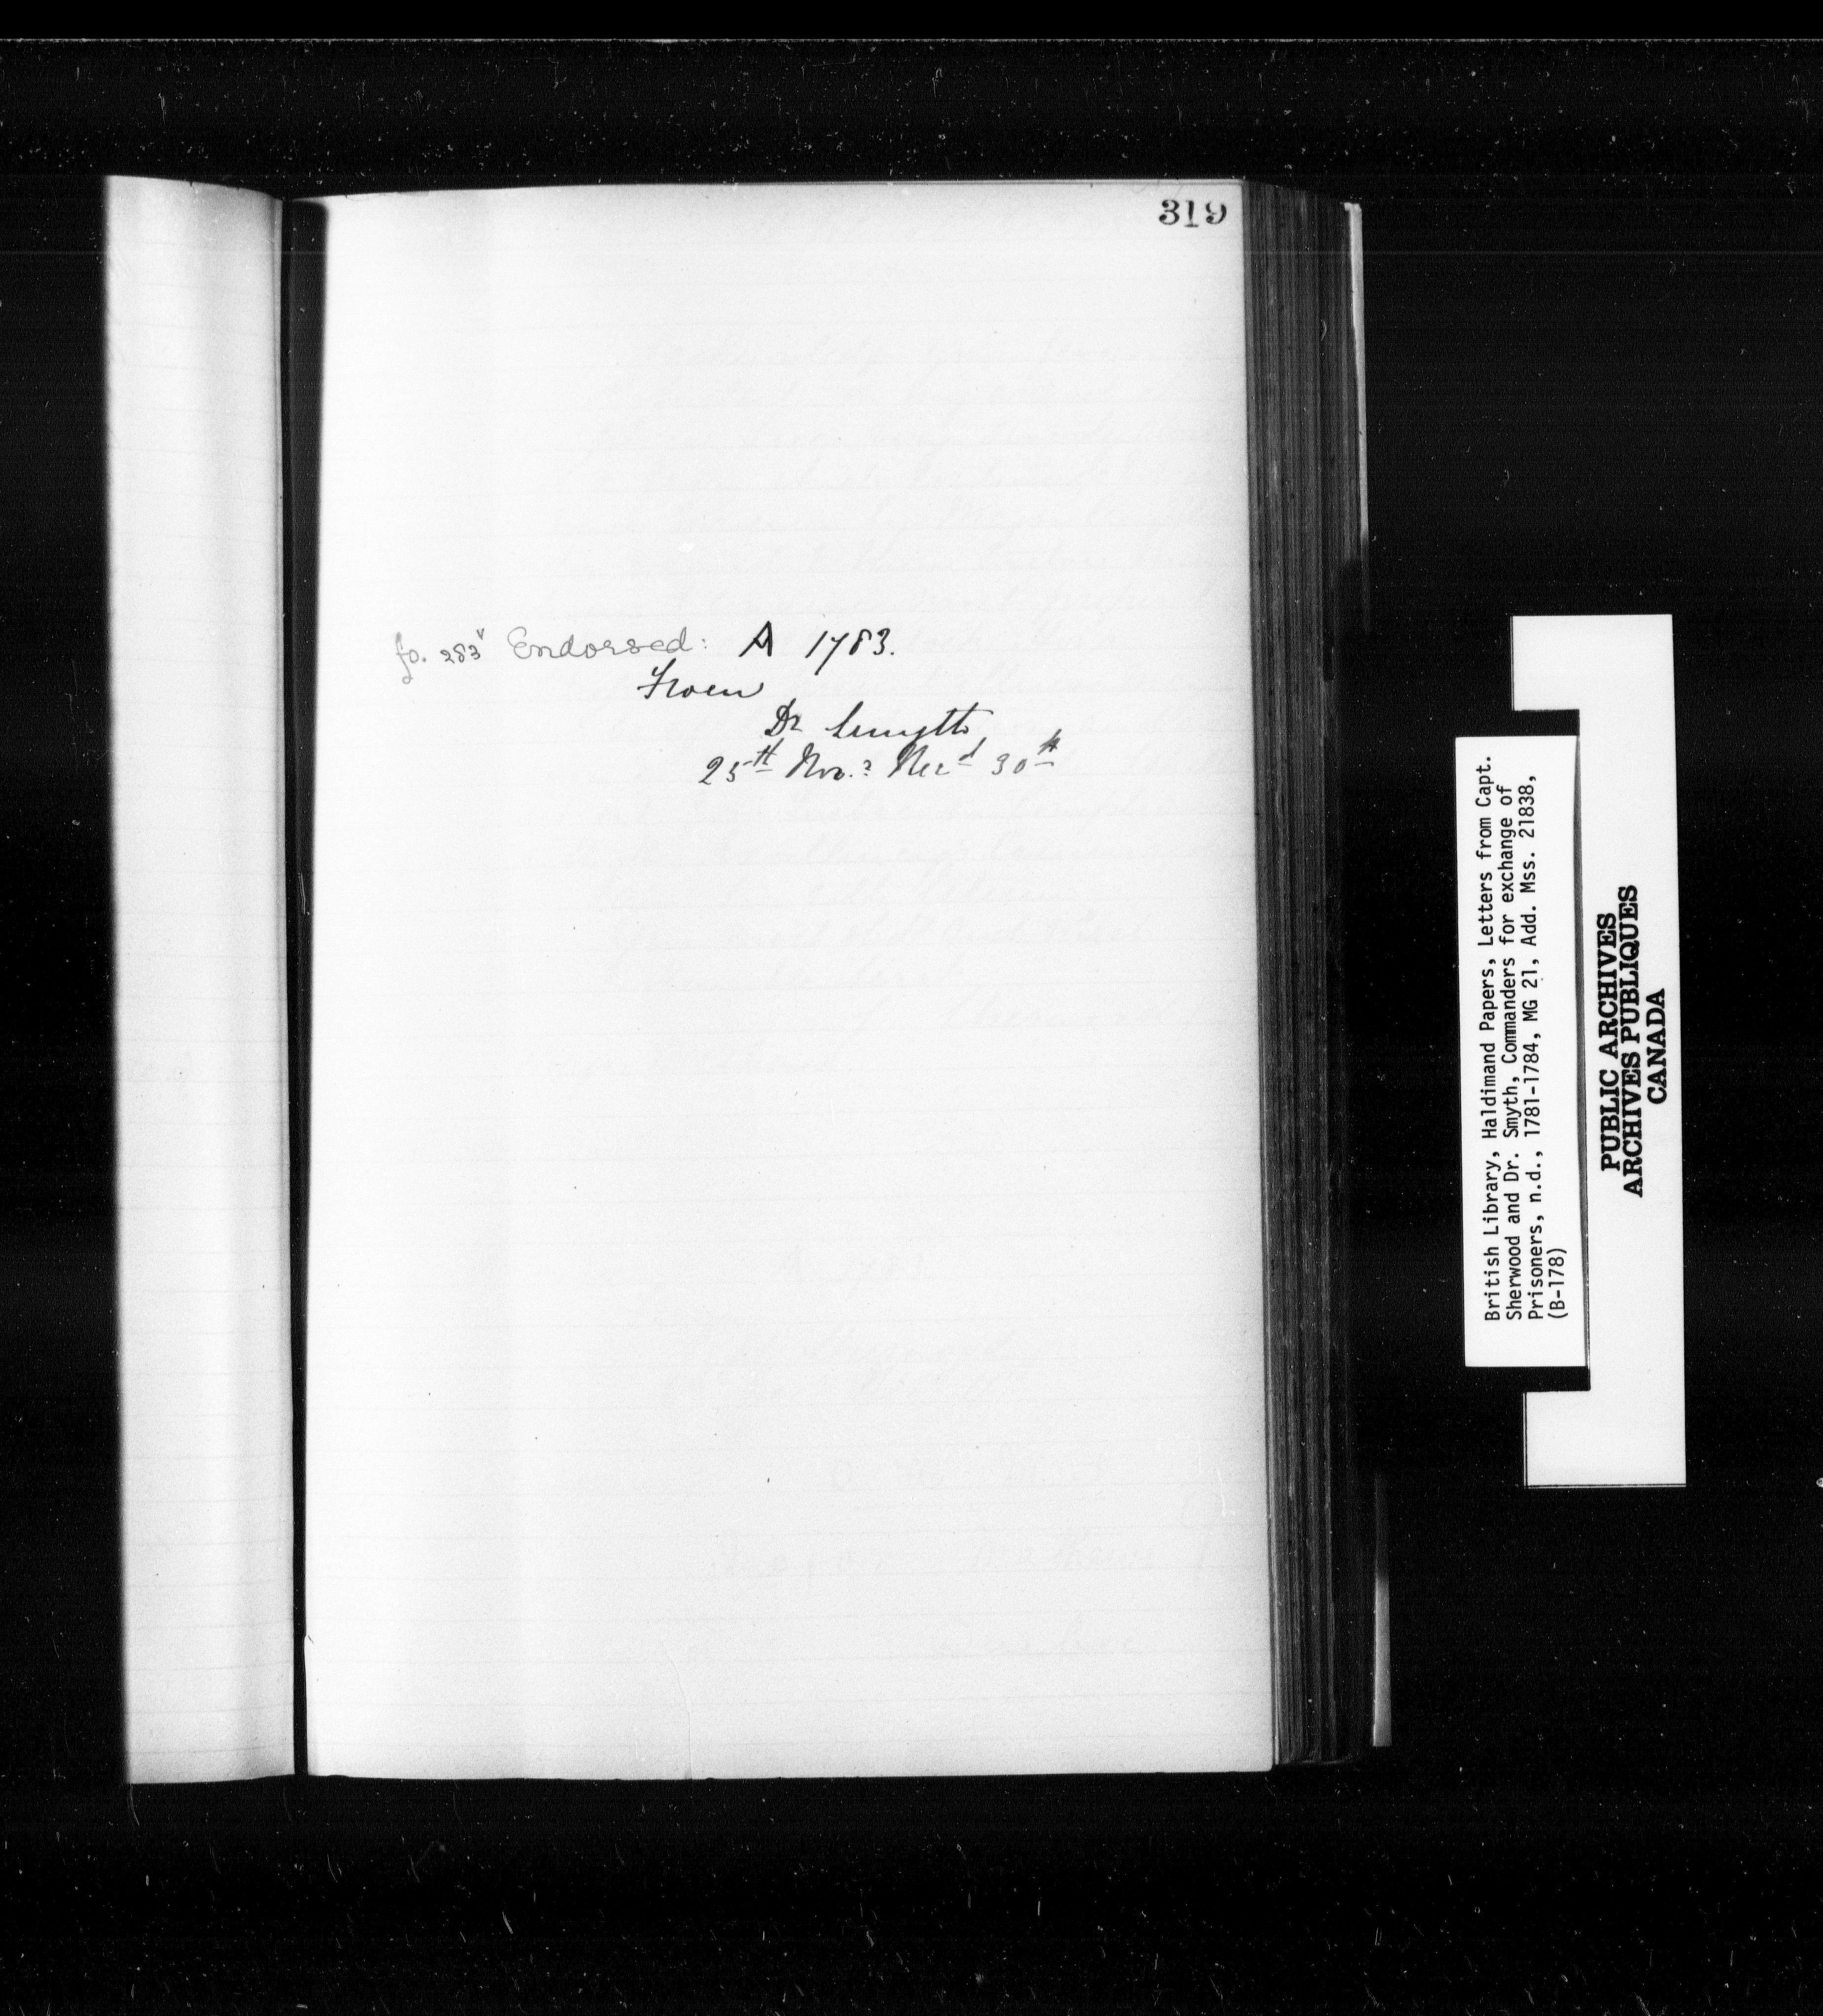 319
fo. 283v Endorsed: A 1783.
From
Dr Smyth
25th Nov.r Rec d 30th
British Library, Haldimand Papers, Letters from Capt.
Sherwood and Dr. Smyth, Commanders for exchange of
Prisoners, n.d., 1781-1784, MG 21, Add. Mss. 21838,
(B-178)
PUBLIC ARCHIVES
ARCHIVES PUBLIQUES
CANADA